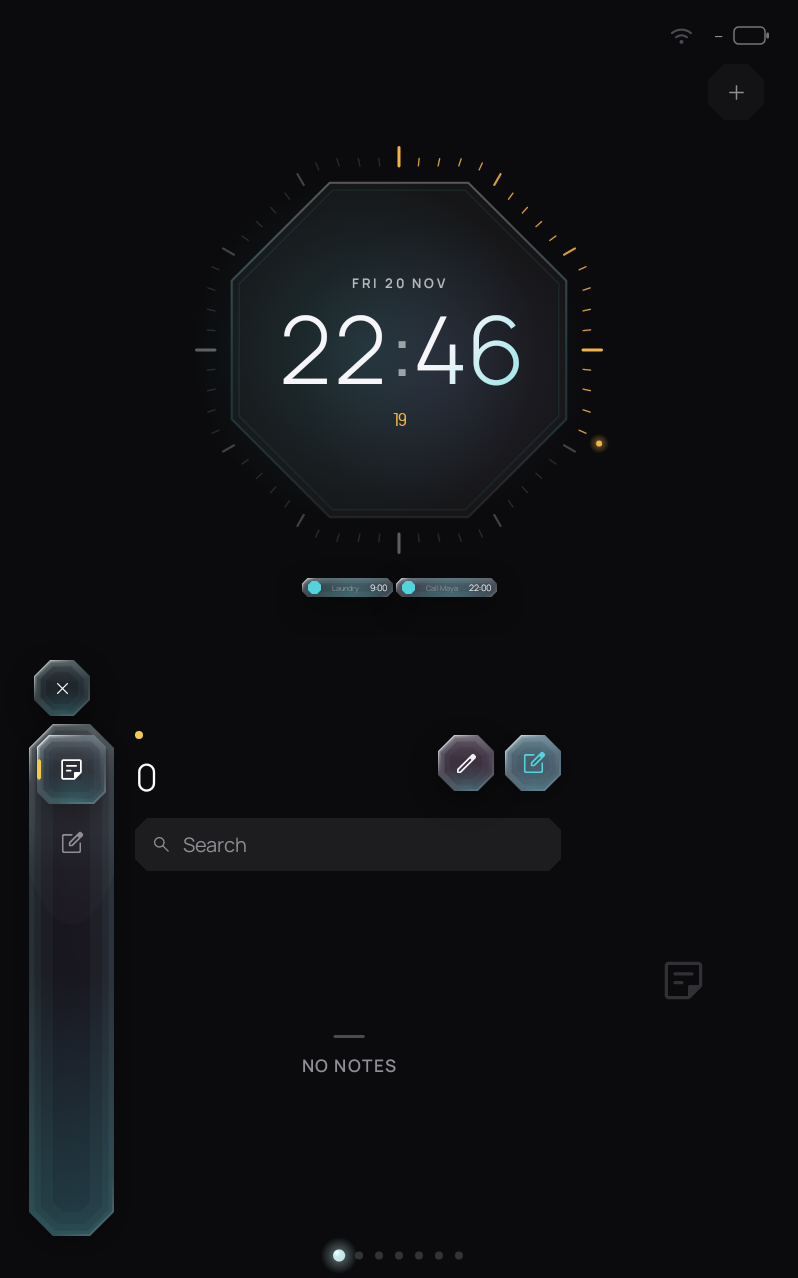 –
FRI 20 NOV
22:46
19
Laundry 9:00
Call Maya 22:00
0
Search
NO NOTES